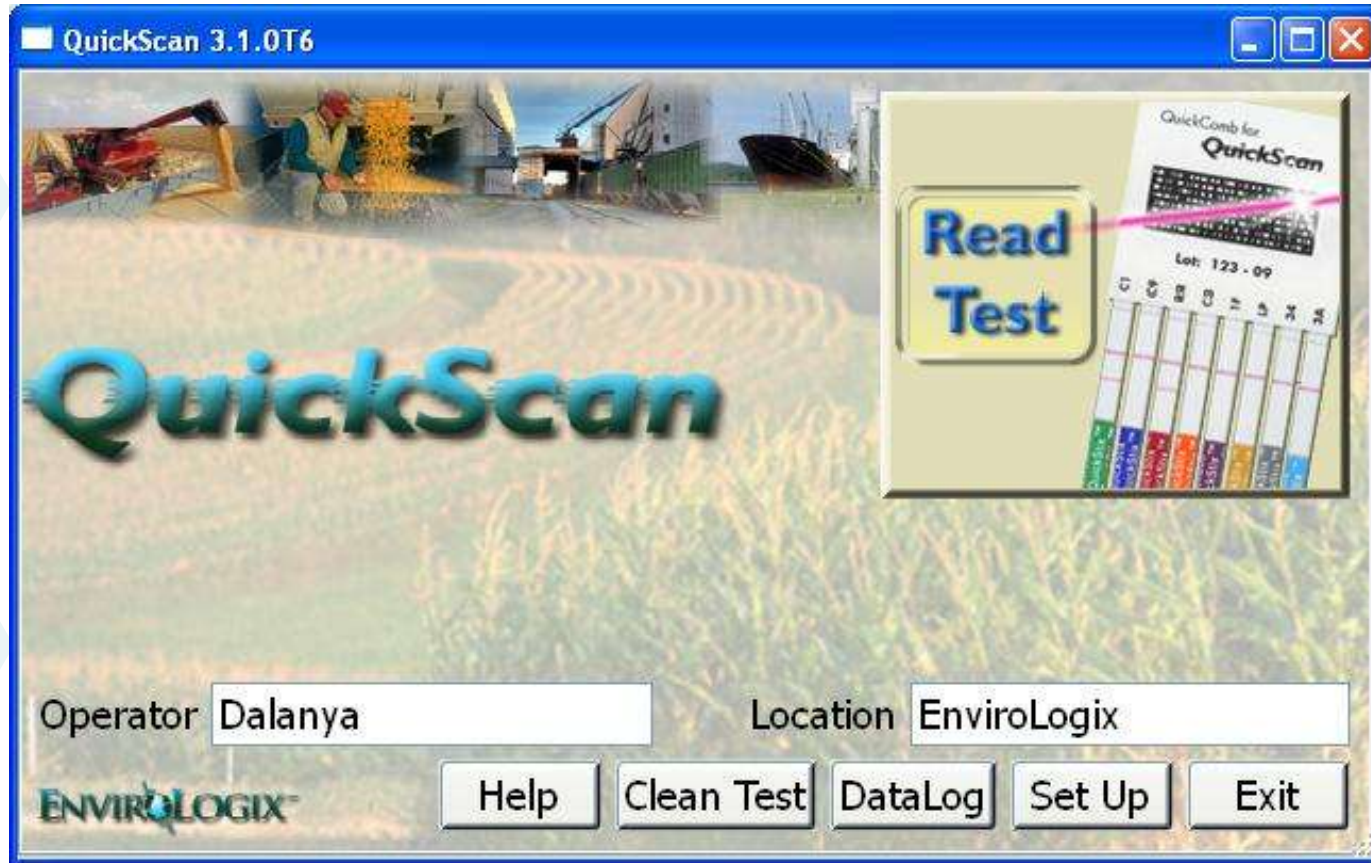 QuickScan 3.1.0T6
QuickComb for
QuickScan
Read
Test
Lot: 123 - 09
QuickScan
Operator Dalanya Location EnviroLogix
ENVIROLOGIX
Help Clean Test DataLog Set Up Exit